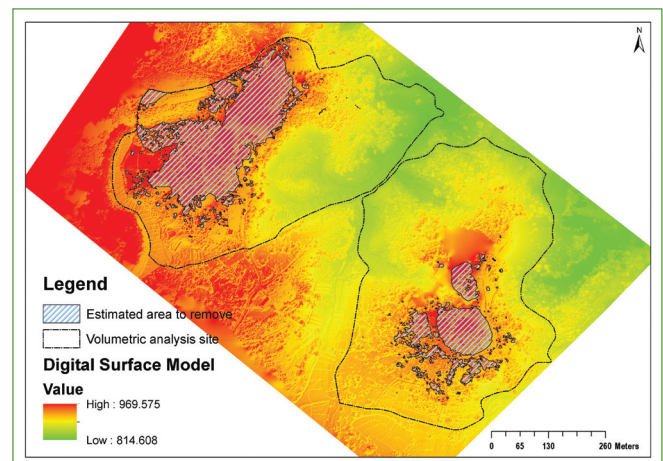 N
Legend
Estimated area to remove
Volumetric analysis site
Digital Surface Model
Value
High : 969.575
Low : 814.608
0 65 130 260 Meters